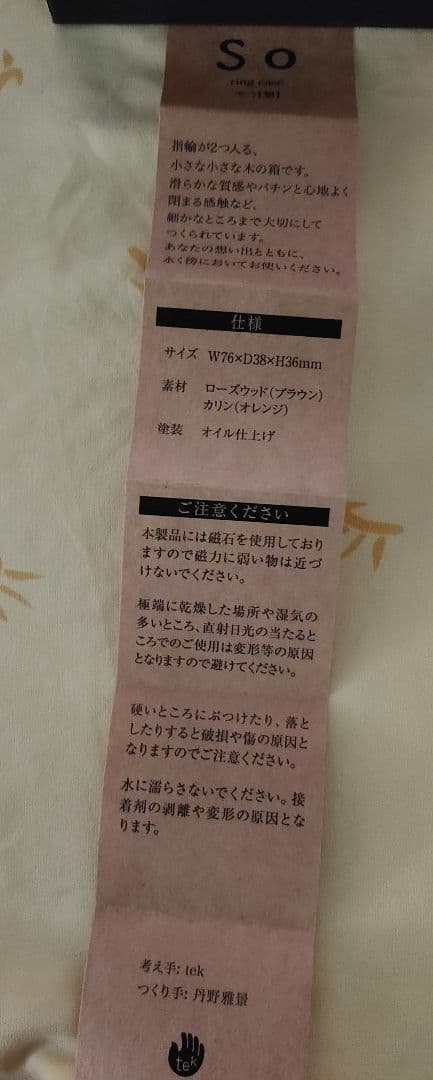 So
ring case
そう【想】
指輪が2つ入る、
小さな小さな木の箱です。
滑らかな質感やパチンと心地よく
閉まる感触など、
細かなところまで大切にして
つくられています。
あなたの想い出とともに、
永く傍においてお使いください。
仕様
サイズ W76×D38×H36mm
素材 ローズウッド(ブラウン)
カリン(オレンジ)
塗装 オイル仕上げ
ご注意ください
本製品には磁石を使用しており
ますので磁力に弱い物は近づ
けないでください。
極端に乾燥した場所や湿気の
多いところ、直射日光の当たると
ころでのご使用は変形等の原因
となりますので避けてください。
硬いところにぶつけたり、落と
したりすると破損や傷の原因と
なりますのでご注意ください。
水に濡らさないでください。接
着剤の剥離や変形の原因とな
ります。
考え手: tek
つくり手: 丹野雅景
tek